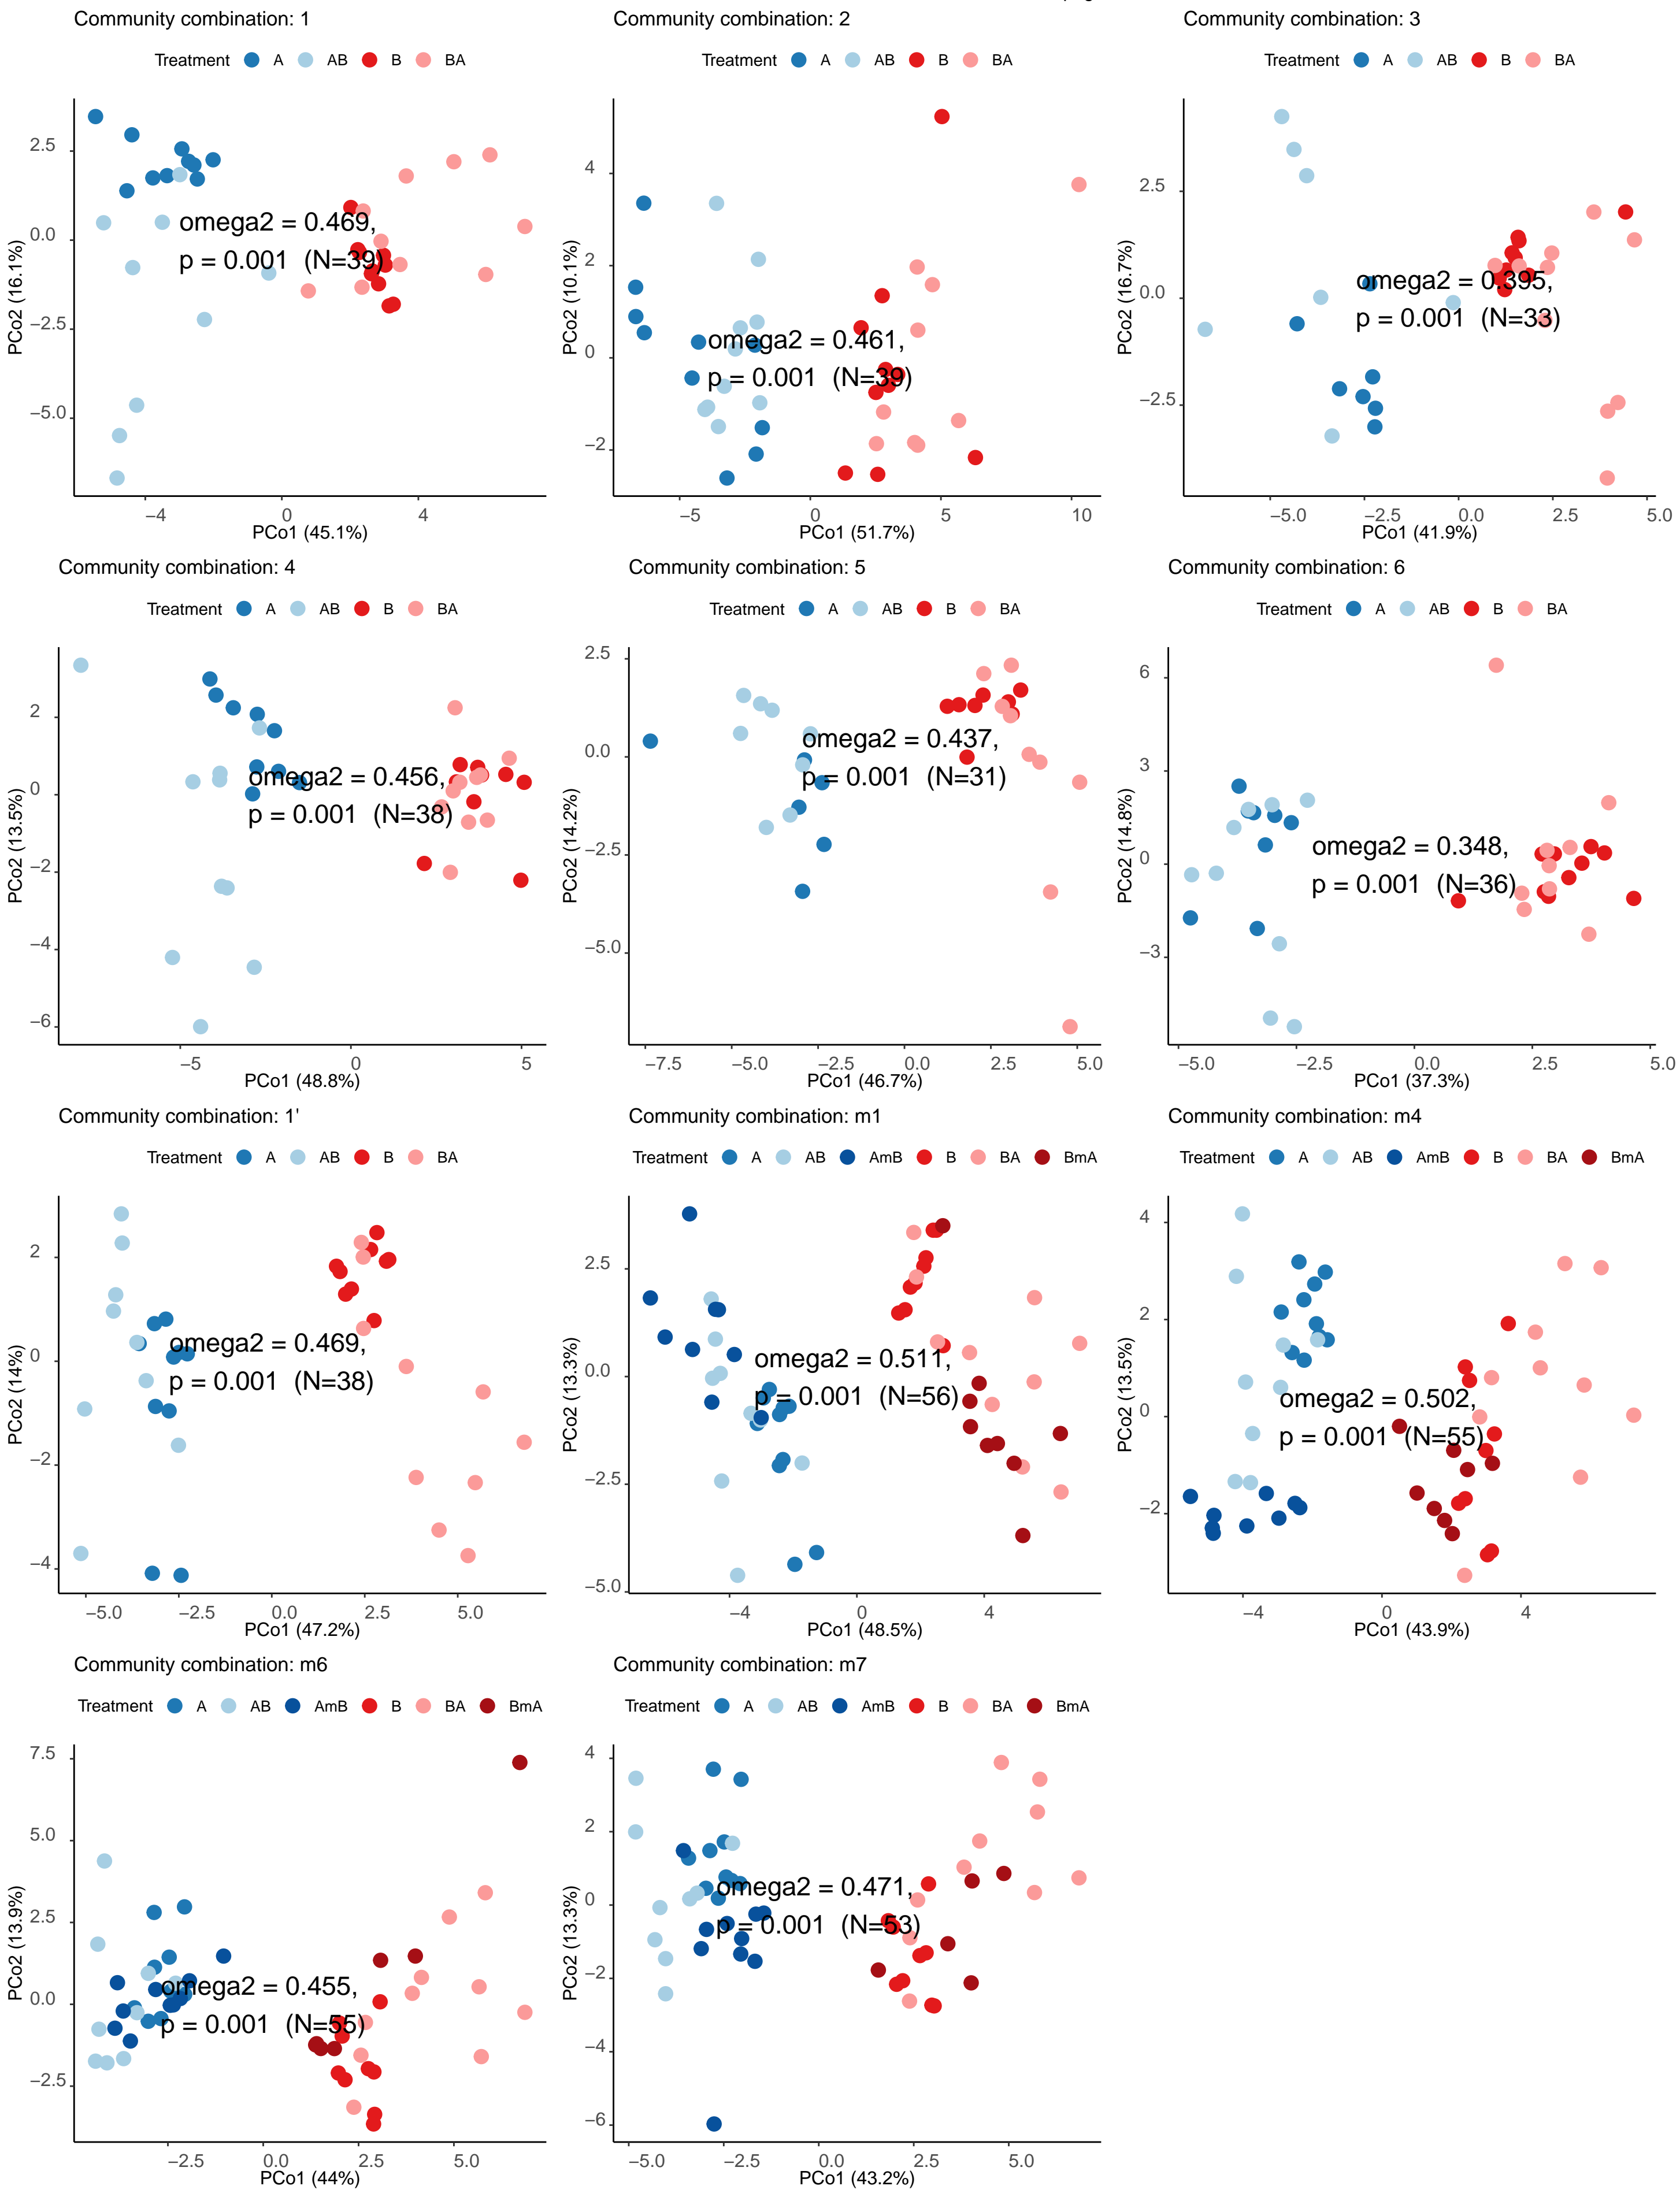 Community combination: 1
Treatment A AB B BA
2.5
0.0
−2.5
−5.0
PCo2 (16.1%)
omega2 = 0.469,
p = 0.001 (N=39)
−4 0 4
PCo1 (45.1%)
Community combination: 2
Treatment A AB B BA
4
2
0
−2
PCo2 (10.1%)
omega2 = 0.461,
p = 0.001 (N=39)
−5 0 5 10
PCo1 (51.7%)
Community combination: 3
Treatment A AB B BA
2.5
0.0
−2.5
PCo2 (16.7%)
omega2 = 0.395,
p = 0.001 (N=33)
−5.0 −2.5 0.0 2.5 5.0
PCo1 (41.9%)
Community combination: 4
Treatment A AB B BA
2
0
−2
−4
−6
PCo2 (13.5%)
omega2 = 0.456,
p = 0.001 (N=38)
−5 0 5
PCo1 (48.8%)
Community combination: 5
Treatment A AB B BA
2.5
0.0
−2.5
−5.0
PCo2 (14.2%)
omega2 = 0.437,
p = 0.001 (N=31)
−7.5 −5.0 −2.5 0.0 2.5 5.0
PCo1 (46.7%)
Community combination: 6
Treatment A AB B BA
6
3
0
−3
PCo2 (14.8%)
omega2 = 0.348,
p = 0.001 (N=36)
−5.0 −2.5 0.0 2.5 5.0
PCo1 (37.3%)
Community combination: 1'
Treatment A AB B BA
2
0
−2
−4
PCo2 (14%)
omega2 = 0.469,
p = 0.001 (N=38)
−5.0 −2.5 0.0 2.5 5.0
PCo1 (47.2%)
Community combination: m1
Treatment A AB AmB B BA BmA
2.5
0.0
−2.5
−5.0
PCo2 (13.3%)
omega2 = 0.511,
p = 0.001 (N=56)
−4 0 4
PCo1 (48.5%)
Community combination: m4
Treatment A AB AmB B BA BmA
4
2
0
−2
PCo2 (13.5%)
omega2 = 0.502,
p = 0.001 (N=55)
−4 0 4
PCo1 (43.9%)
Community combination: m6
Treatment A AB AmB B BA BmA
7.5
5.0
2.5
0.0
−2.5
PCo2 (13.9%)
omega2 = 0.455,
p = 0.001 (N=55)
−2.5 0.0 2.5 5.0
PCo1 (44%)
Community combination: m7
Treatment A AB AmB B BA BmA
4
2
0
−2
−4
−6
PCo2 (13.3%)
omega2 = 0.471,
p = 0.001 (N=53)
−5.0 −2.5 0.0 2.5 5.0
PCo1 (43.2%)